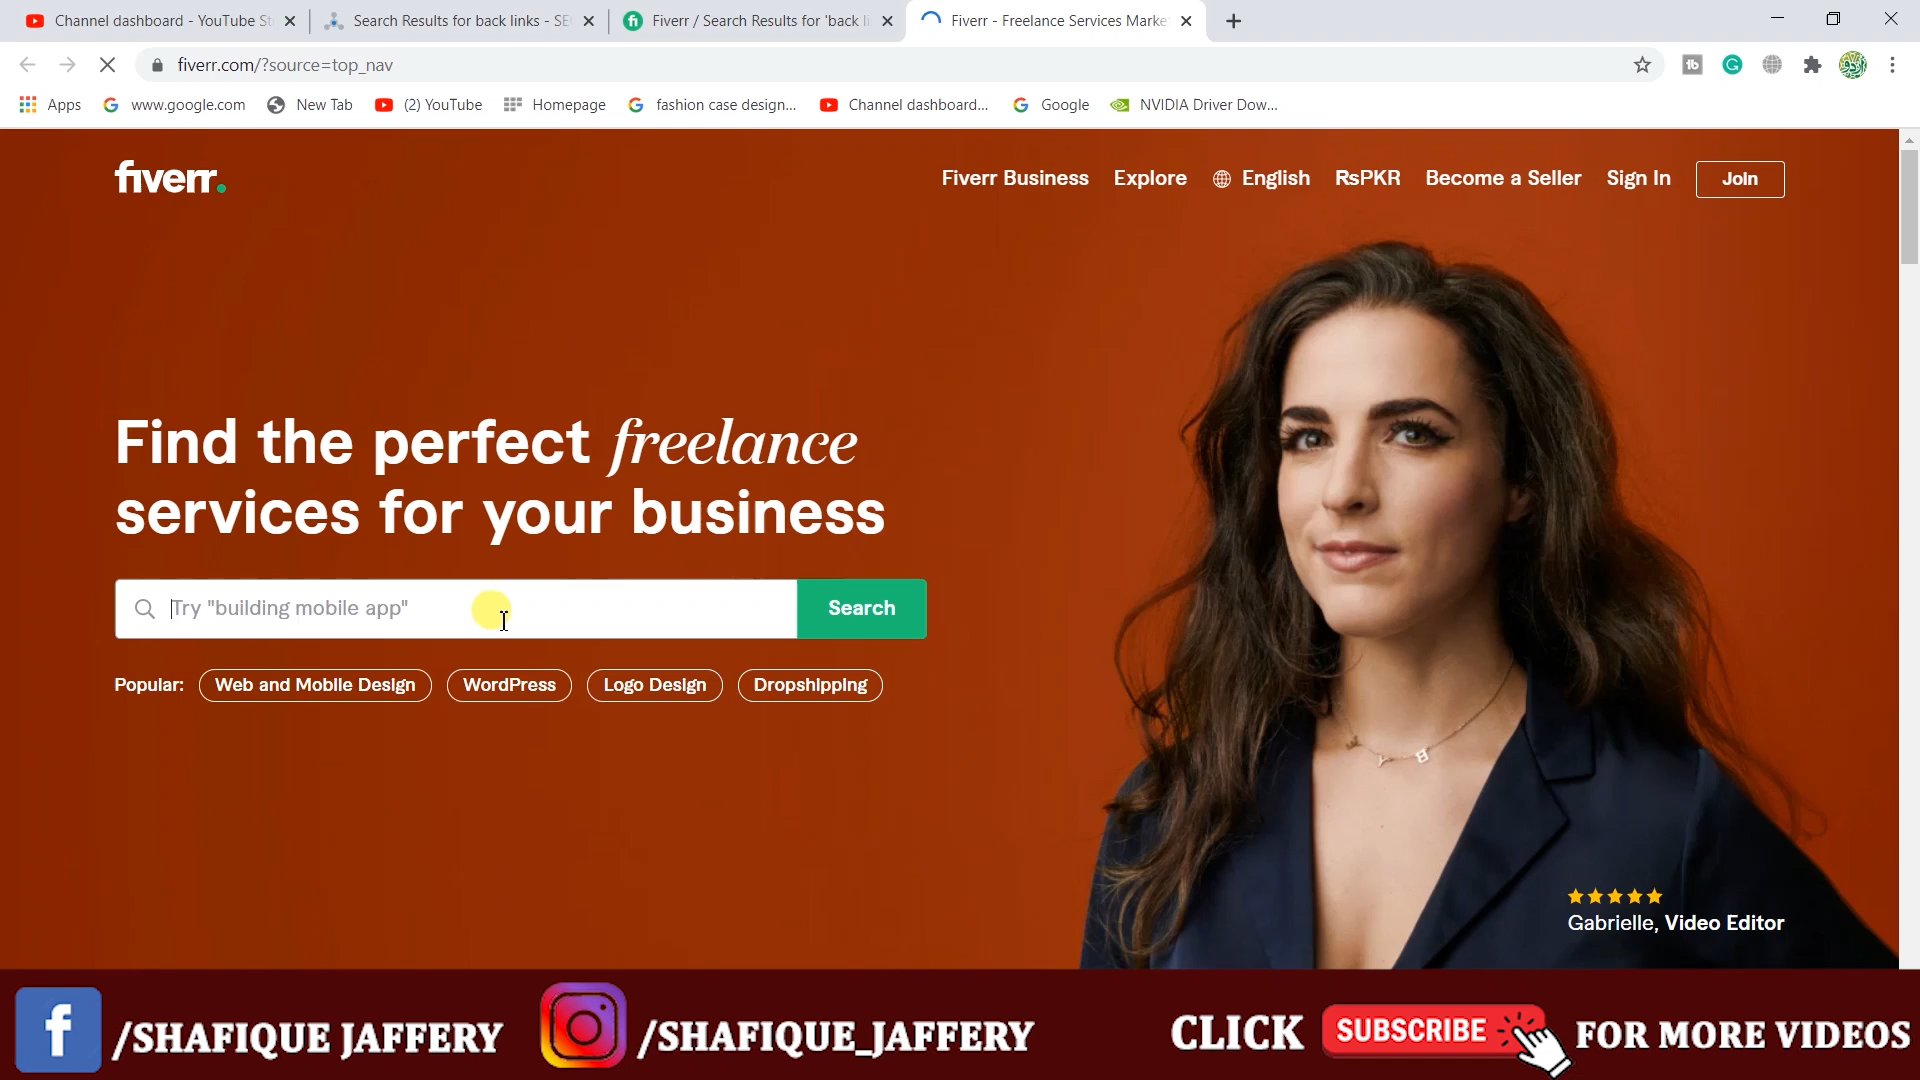 Channel dashboard - YouTube St
Search Results for back links - SE
Fiverr / Search Results for 'back li
Fiverr - Freelance Services Marke
fiverr.com/?source=top_nav
Apps
www.google.com
New Tab
(2) YouTube
Homepage
fashion case design...
Channel dashboard...
Google
NVIDIA Driver Dow...
fiverr.
Fiverr Business
Explore
English
RsPKR
Become a Seller
Sign In
Join
Find the perfect freelance
services for your business
Try "building mobile app"
Search
Popular:
Web and Mobile Design
WordPress
Logo Design
Dropshipping
Gabrielle, Video Editor
/SHAFIQUE JAFFERY
/SHAFIQUE_JAFFERY
CLICK SUBSCRIBE FOR MORE VIDEOS